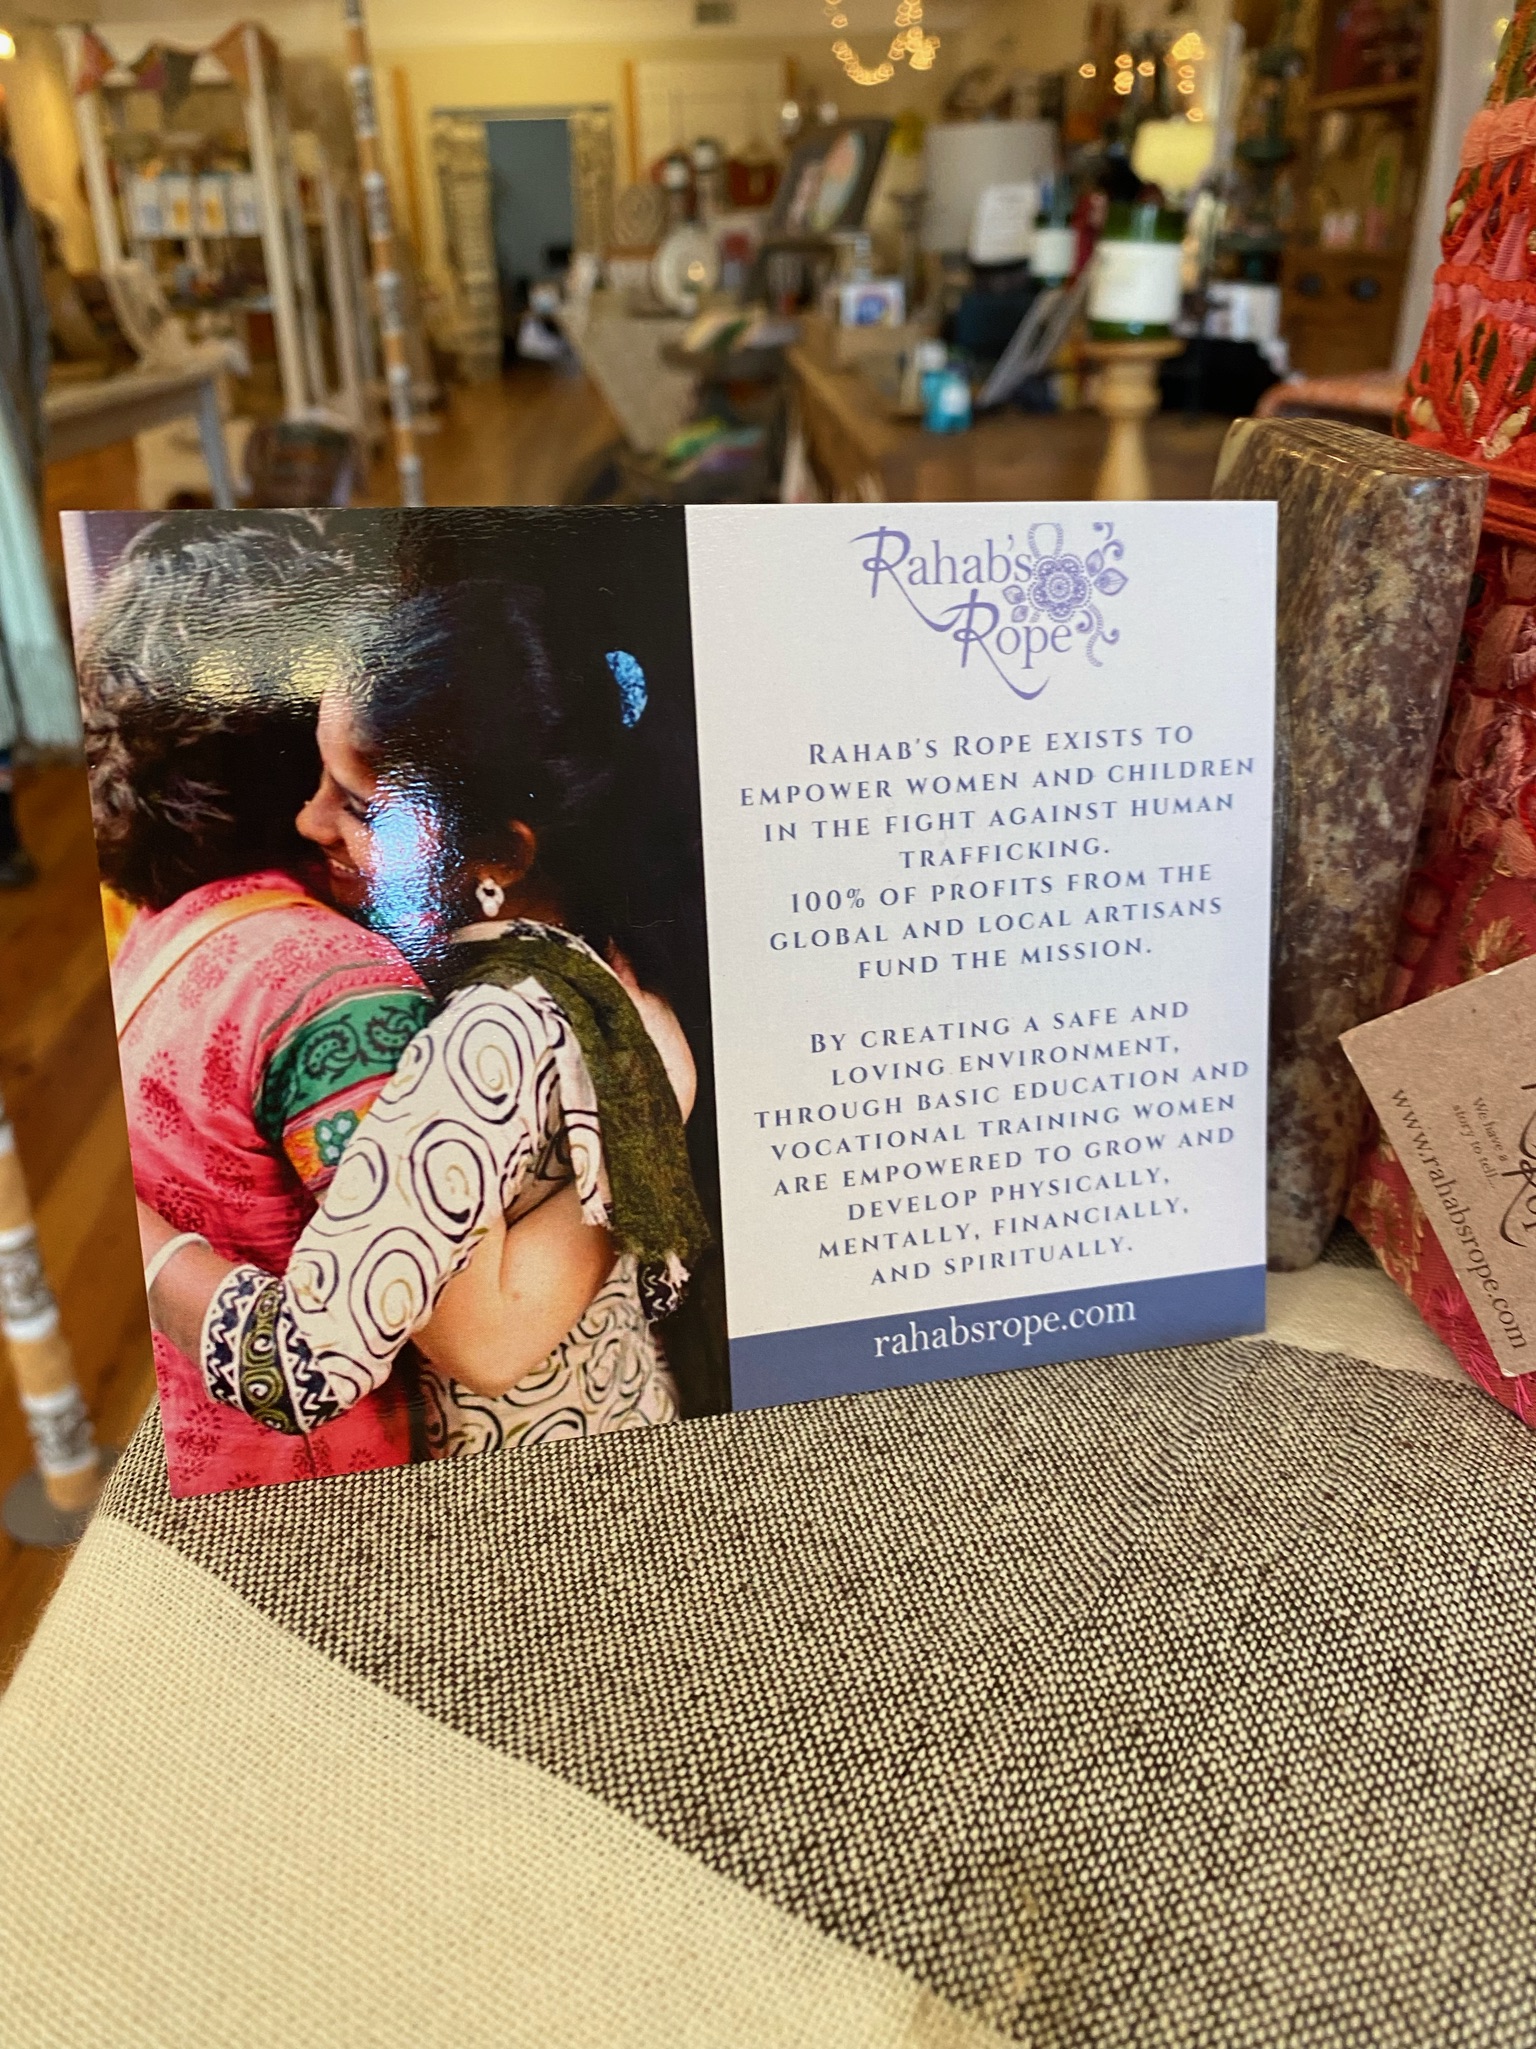 Rahab's
Rope
RAHAB'S ROPE EXISTS TO
EMPOWER WOMEN AND CHILDREN
IN THE FIGHT AGAINST HUMAN
TRAFFICKING.
100% OF PROFITS FROM THE
GLOBAL AND LOCAL ARTISANS
FUND THE MISSION.
BY CREATING A SAFE AND
LOVING ENVIRONMENT,
THROUGH BASIC EDUCATION AND
VOCATIONAL TRAINING WOMEN
ARE EMPOWERED TO GROW AND
DEVELOP PHYSICALLY,
MENTALLY, FINANCIALLY,
AND SPIRITUALLY.
rahabsrope.com
We have a
story to tell...
www.rahabsrope.com